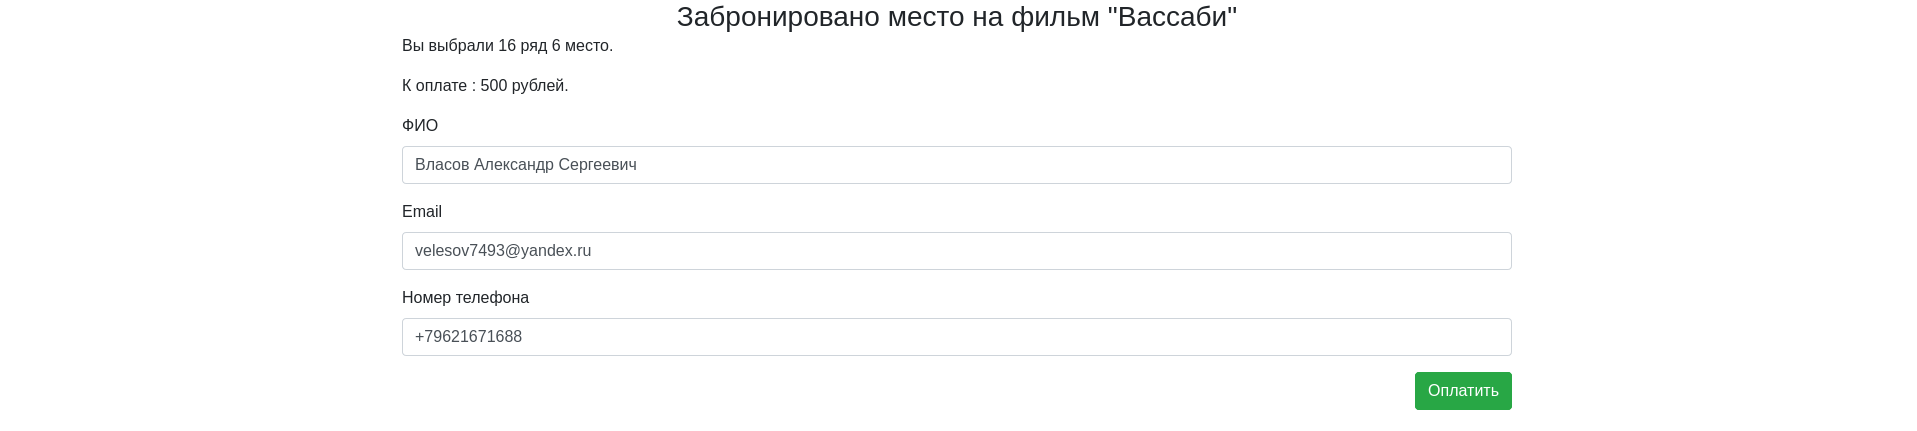 Забронировано место на фильм "Вассаби"
Вы выбрали 16 ряд 6 место.
К оплате : 500 рублей.
ФИО
Власов Александр Сергеевич
Email
velesov7493@yandex.ru
Номер телефона
+79621671688
Оплатить